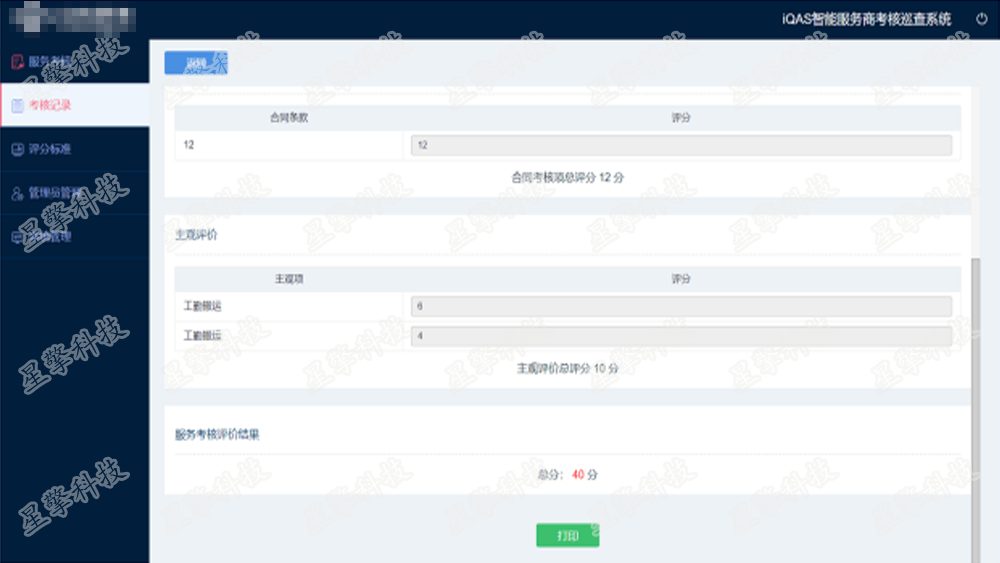 iQAS智能服务商考核巡查系统
服务考核
返回
考核记录
合同条款 评分
12 12
评分标准
合同考核项总评分 12 分
管理员管理
主观评价
管理
主观项 评分
工勤搬运 6
工勤搬运 4
主观评价总评分 10 分
服务考核评价结果
总分: 40 分
打印
星擎科技